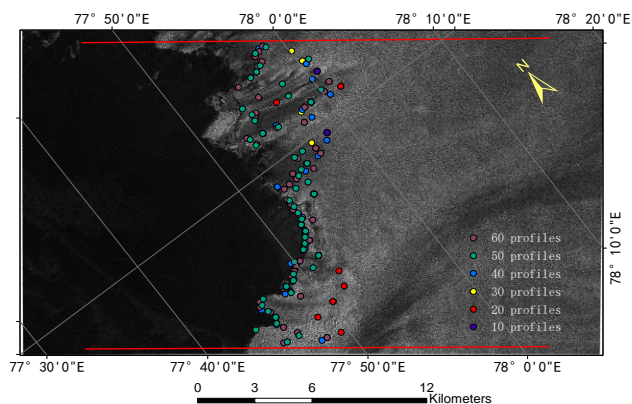 77° 50'0"E 78° 0'0"E 78° 10'0"E 78° 20'0"E
N
78° 10'0"E
60 profiles
50 profiles
40 profiles
30 profiles
20 profiles
10 profiles
77° 30'0"E 77° 40'0"E 77° 50'0"E 78° 0'0"E
0 3 6 12
Kilometers